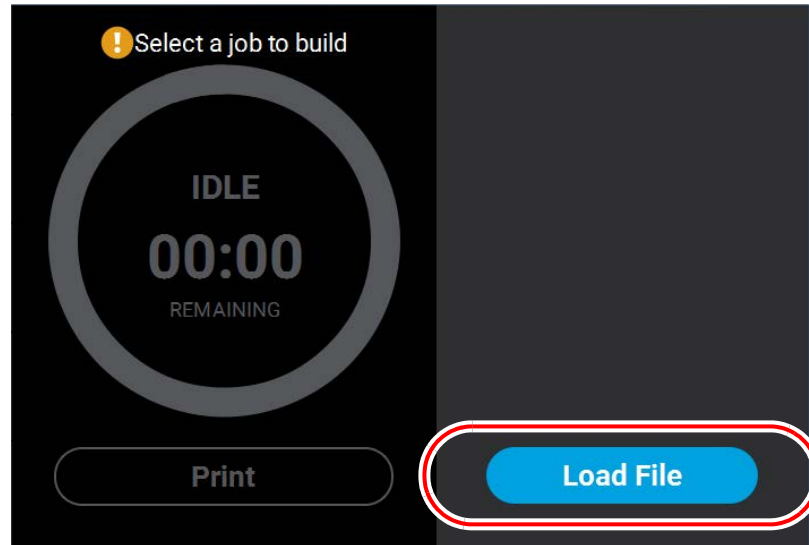 Select a job to build
IDLE
00:00
REMAINING
Print
Load File